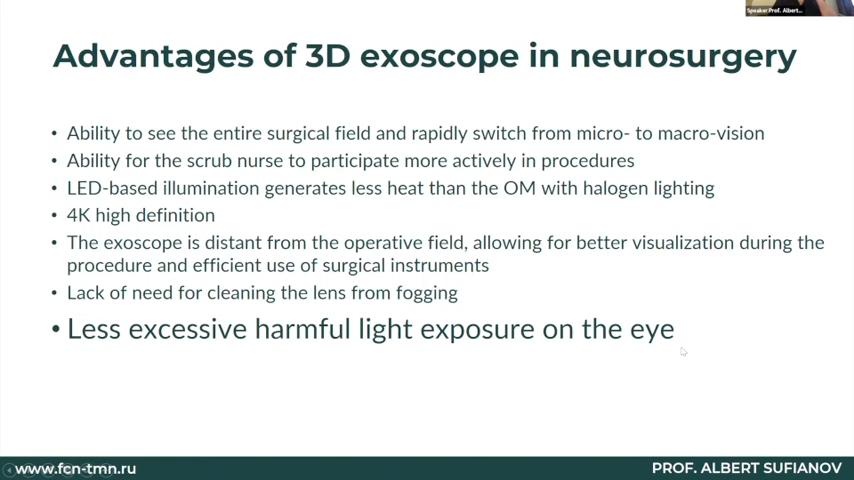 Speaker Prof. Albert...
Advantages of 3D exoscope in neurosurgery
• Ability to see the entire surgical field and rapidly switch from micro- to macro-vision
• Ability for the scrub nurse to participate more actively in procedures
• LED-based illumination generates less heat than the OM with halogen lighting
• 4K high definition
• The exoscope is distant from the operative field, allowing for better visualization during the
procedure and efficient use of surgical instruments
• Lack of need for cleaning the lens from fogging
• Less excessive harmful light exposure on the eye
www.fcn-tmn.ru
PROF. ALBERT SUFIANOV